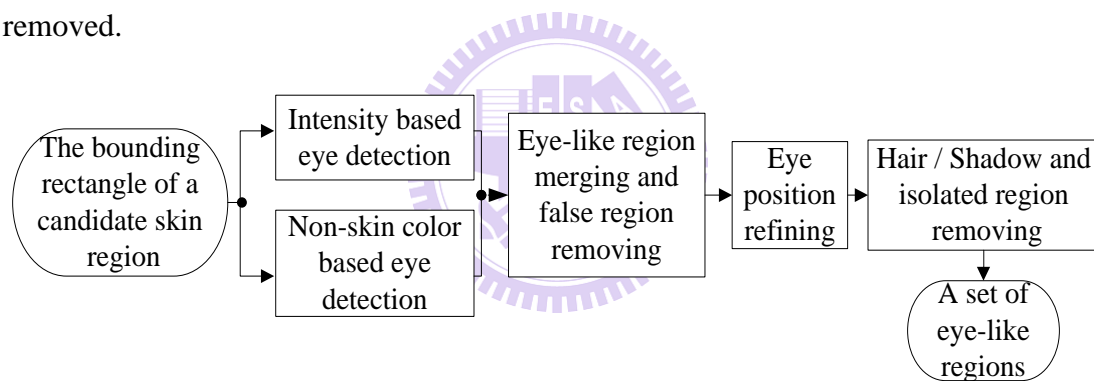 removed.
The bounding
rectangle of a
candidate skin
region
Intensity based
eye detection
Non-skin color
based eye
detection
Eye-like region
merging and
false region
removing
Eye
position
refining
Hair / Shadow and
isolated region
removing
A set of
eye-like
regions
E S A